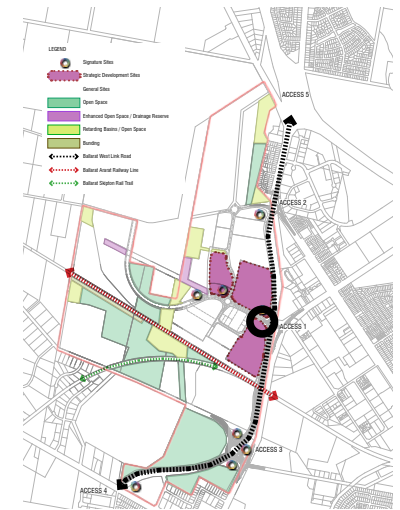 LEGEND
Signature Sites
Strategic Development Sites
General Sites
Open Space
Enhanced Open Space / Drainage Reserve
Retarding Basins / Open Space
Bunding
Ballarat West Link Road
Ballarat Ararat Railway Line
Ballarat Skipton Rail Trail
ACCESS 5
ACCESS 2
ACCESS 1
ACCESS 3
ACCESS 4